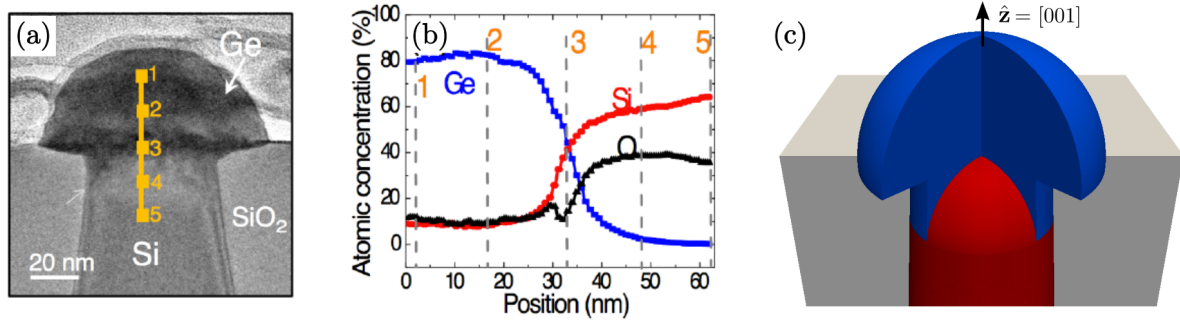 (a)
Ge
1
2
3
4
5
Si
SiO₂
20 nm
(b)
Atomic concentration (%)
80
60
40
20
0
0 10 20 30 40 50 60
Position (nm)
1
2
3
4
5
Ge
Si
O
(c)
ẑ = [001]